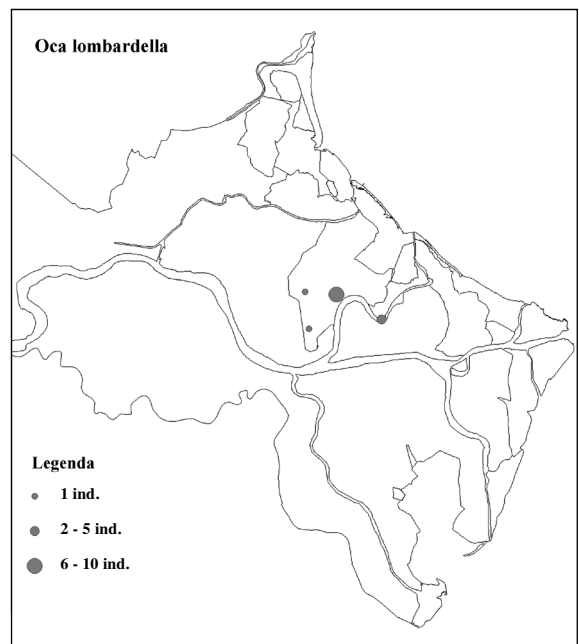 Oca lombardella
Legenda
1 ind.
2 - 5 ind.
6 - 10 ind.